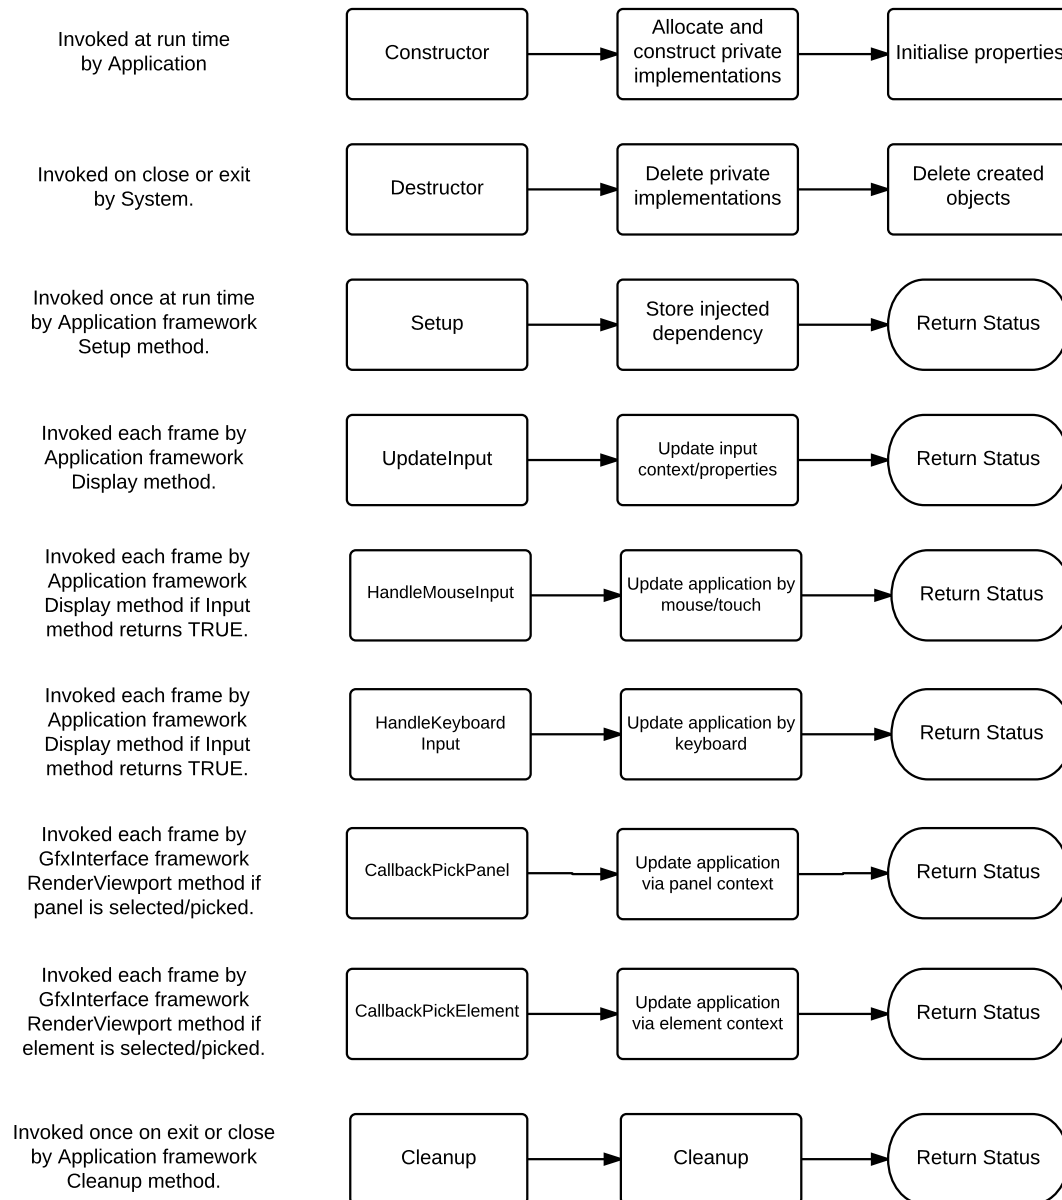 Invoked at run time
by Application
Constructor
Allocate and
construct private
implementations
Initialise properties
Invoked on close or exit
by System.
Destructor
Delete private
implementations
Delete created
objects
Invoked once at run time
by Application framework
Setup method.
Setup
Store injected
dependency
Return Status
Invoked each frame by
Application framework
Display method.
UpdateInput
Update input
context/properties
Return Status
Invoked each frame by
Application framework
Display method if Input
method returns TRUE.
HandleMouseInput
Update application by
mouse/touch
Return Status
Invoked each frame by
Application framework
Display method if Input
method returns TRUE.
HandleKeyboard
Input
Update application by
keyboard
Return Status
Invoked each frame by
GfxInterface framework
RenderViewport method if
panel is selected/picked.
CallbackPickPanel
Update application
via panel context
Return Status
Invoked each frame by
GfxInterface framework
RenderViewport method if
element is selected/picked.
CallbackPickElement
Update application
via element context
Return Status
Invoked once on exit or close
by Application framework
Cleanup method.
Cleanup
Cleanup
Return Status